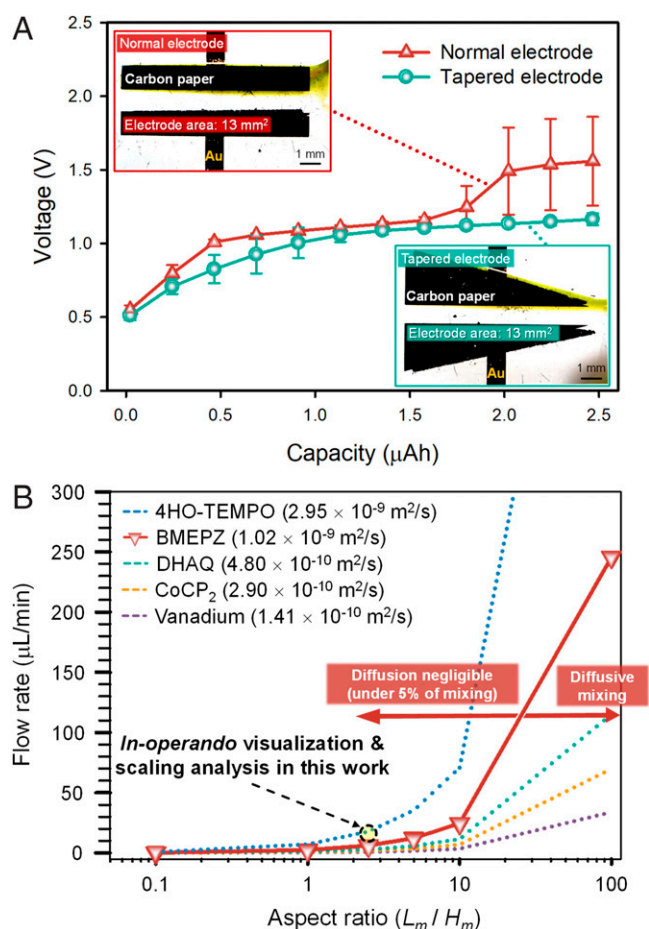 A
Voltage (V)
2.5
2.0
1.5
1.0
0.5
0.0
Normal electrode
Carbon paper
Electrode area: 13 mm²
Au
1 mm
Normal electrode
Tapered electrode
Tapered electrode
Carbon paper
Electrode area: 13 mm²
Au
1 mm
0.0 0.5 1.0 1.5 2.0 2.5
Capacity (μAh)
B
Flow rate (μL/min)
300
250
200
150
100
50
0
4HO-TEMPO (2.95 × 10⁻⁹ m²/s)
BMEPZ (1.02 × 10⁻⁹ m²/s)
DHAQ (4.80 × 10⁻¹⁰ m²/s)
CoCP₂ (2.90 × 10⁻¹⁰ m²/s)
Vanadium (1.41 × 10⁻¹⁰ m²/s)
Diffusion negligible
(under 5% of mixing)
Diffusive
mixing
In-operando visualization &
scaling analysis in this work
0.1 1 10 100
Aspect ratio (Lₘ / Hₘ)